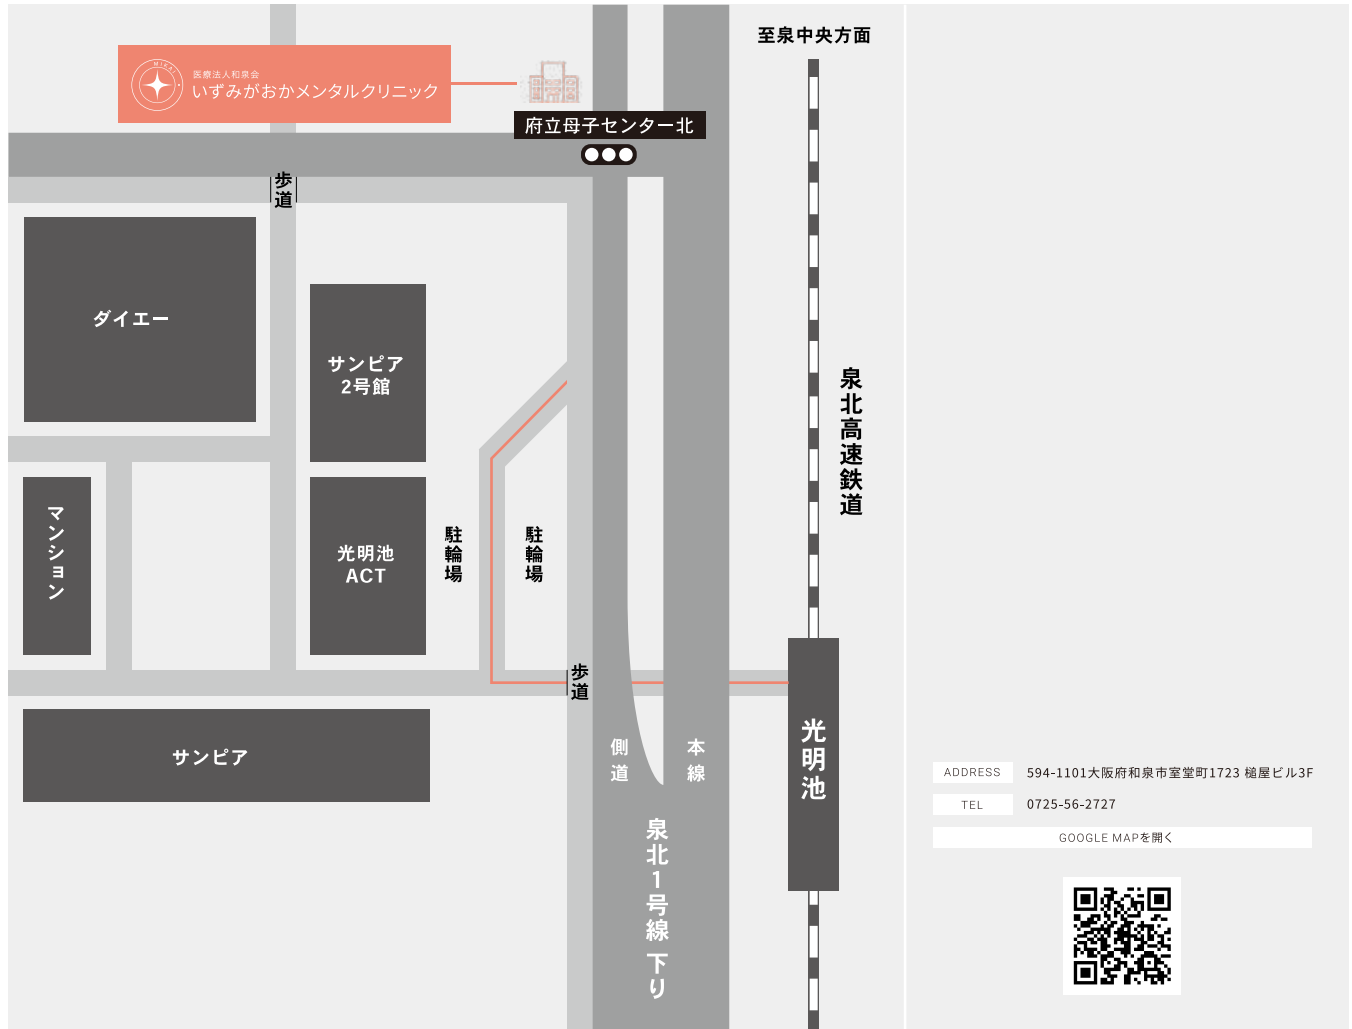 至泉中央方面
MIKAI
医療法人和泉会
いずみがおかメンタルクリニック
府立母子センター北
歩道
ダイエー
サンピア
2号館
泉北高速鉄道
マンション
光明池
ACT
駐輪場
駐輪場
歩道
サンピア
側道
本線
光明池
泉北1号線 下り
ADDRESS
594-1101大阪府和泉市室堂町1723 槌屋ビル3F
TEL
0725-56-2727
GOOGLE MAPを開く